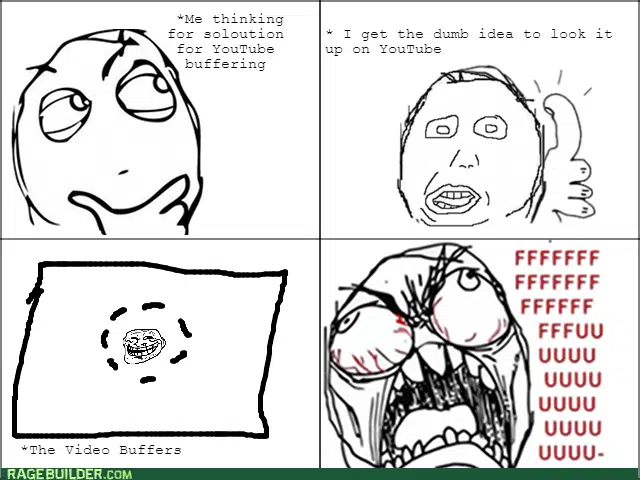 *Me thinking
for soloution
for YouTube
buffering
* I get the dumb idea to look it
up on YouTube
*The Video Buffers
FFFFFFF
FFFFFFF
FFFFFF
FFFUU
UUUU
UUUU
UUUU
UUUU
UUUU-
RAGEBUILDER.COM